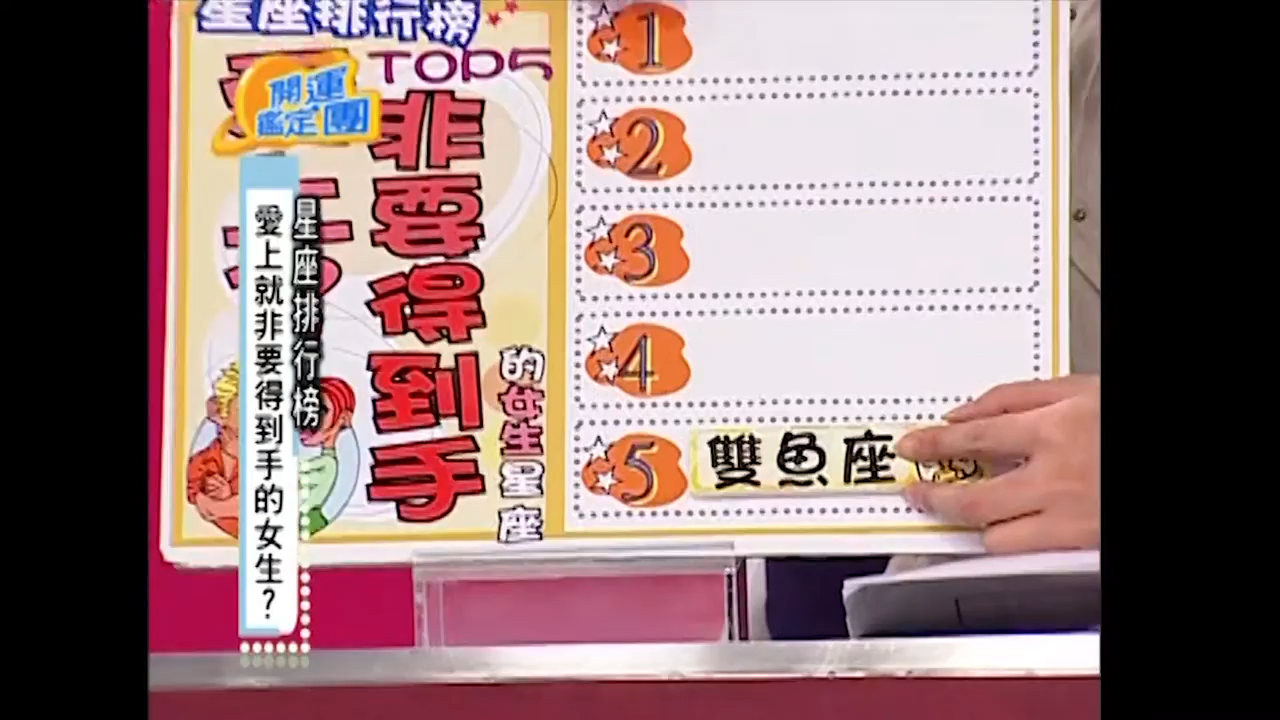 星座排行榜
TOP5
非要得到手
的女生星座
開運
鑑定團
星座排行榜
愛上就非要得到手的女生?
1
2
3
4
5 雙魚座